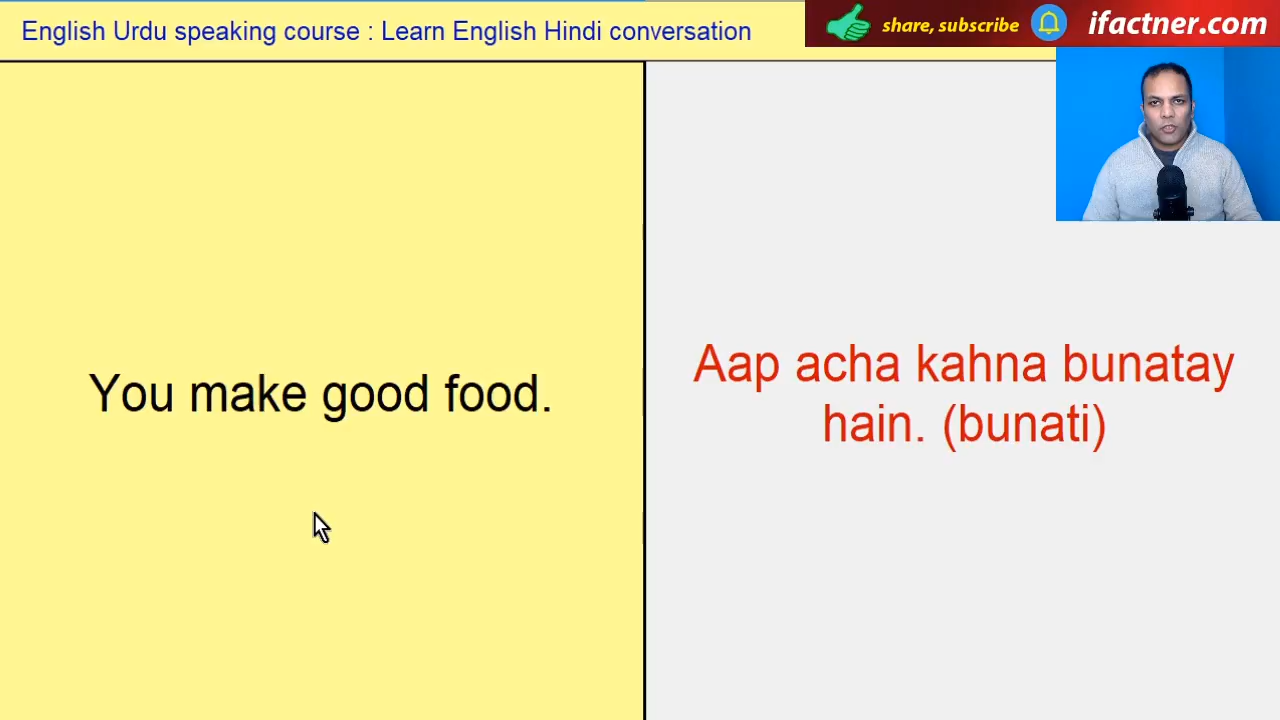 English Urdu speaking course : Learn English Hindi conversation
share, subscribe
ifactner.com
You make good food.
Aap acha kahna bunatay
hain. (bunati)